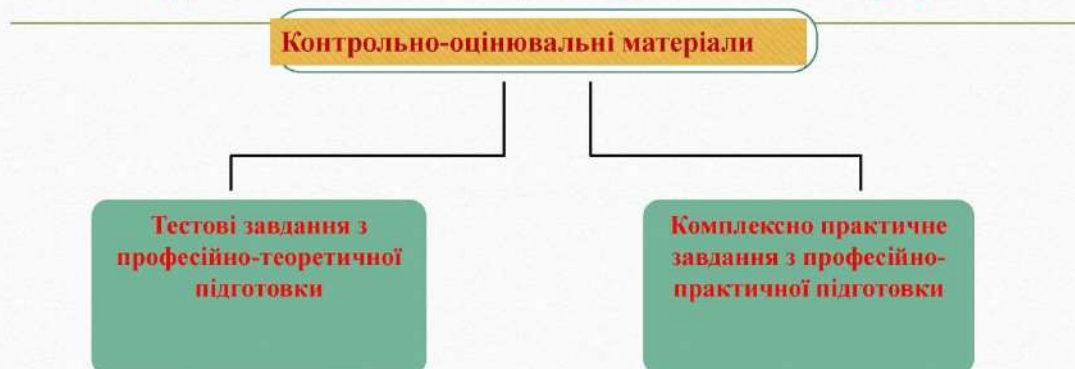 Контрольно-оцінювальні матеріали
Тестові завдання з
професійно-теоретичної
підготовки
Комплексно практичне
завдання з професійно-
практичної підготовки